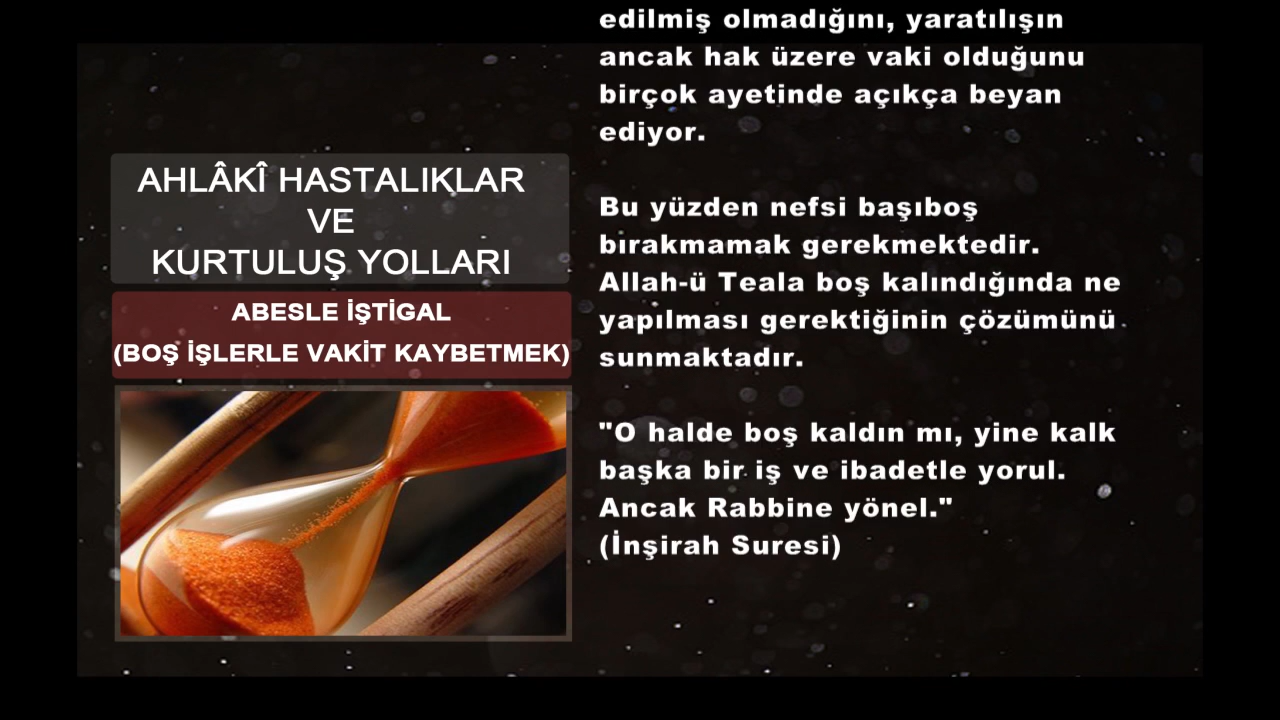 AHLÂKÎ HASTALIKLAR
VE
KURTULUŞ YOLLARI
ABESLE İŞTİGAL
(BOŞ İŞLERLE VAKİT KAYBETMEK)
edilmiş olmadığını, yaratılışın
ancak hak üzere vaki olduğunu
birçok ayetinde açıkça beyan
ediyor.
Bu yüzden nefsi başıboş
bırakmamak gerekmektedir.
Allah-ü Teala boş kalındığında ne
yapılması gerektiğinin çözümünü
sunmaktadır.
"O halde boş kaldın mı, yine kalk
başka bir iş ve ibadetle yorul.
Ancak Rabbine yönel."
(İnşirah Suresi)